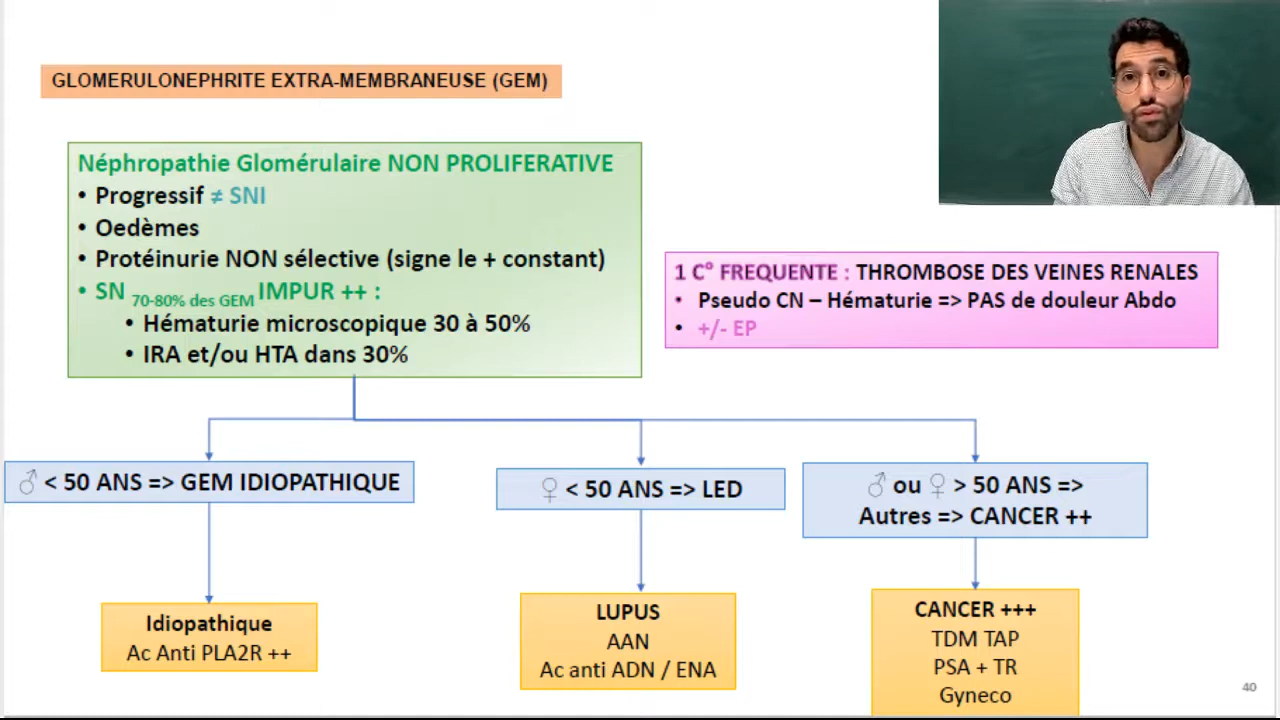 GLOMERULONEPHRITE EXTRA-MEMBRANEUSE (GEM)
Néphropathie Glomérulaire NON PROLIFERATIVE
• Progressif ≠ SNI
• Oedèmes
• Protéinurie NON sélective (signe le + constant)
• SN 70-80% des GEM IMPUR ++ :
• Hématurie microscopique 30 à 50%
• IRA et/ou HTA dans 30%
1 C° FREQUENTE : THROMBOSE DES VEINES RENALES
• Pseudo CN – Hématurie => PAS de douleur Abdo
• +/- EP
♂ < 50 ANS => GEM IDIOPATHIQUE
♀ < 50 ANS => LED
♂ ou ♀ > 50 ANS =>
Autres => CANCER ++
Idiopathique
Ac Anti PLA2R ++
LUPUS
AAN
Ac anti ADN / ENA
CANCER +++
TDM TAP
PSA + TR
Gyneco
40